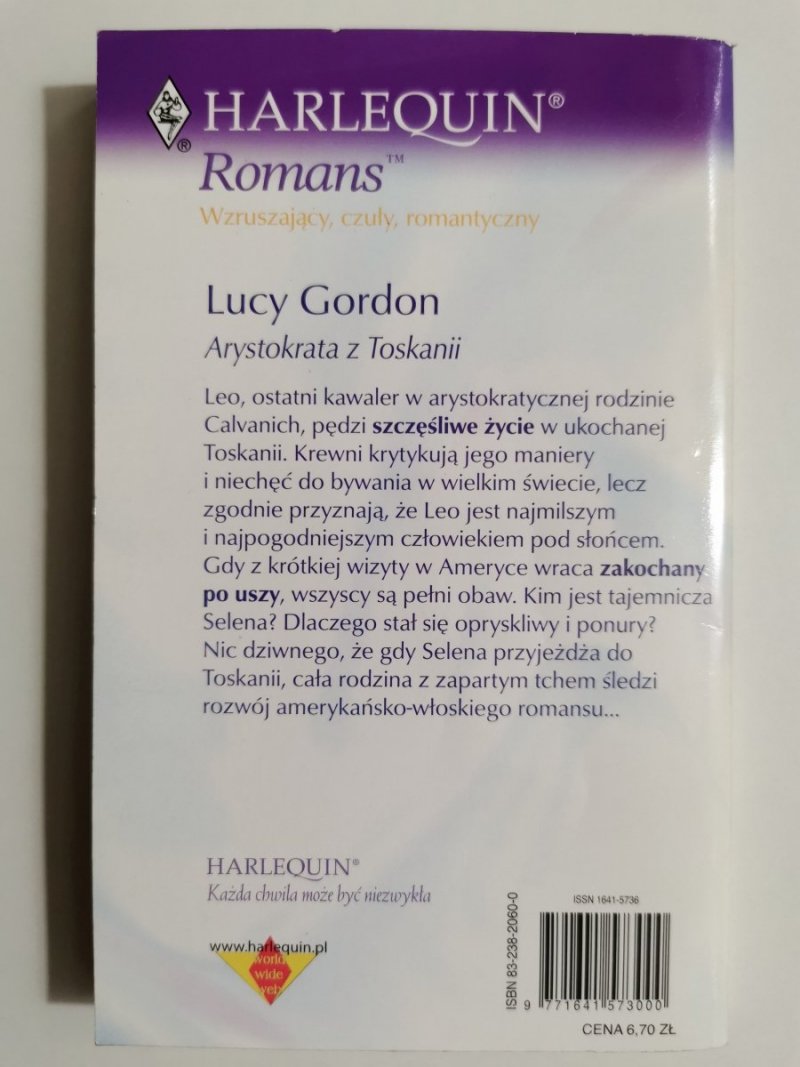 HARLEQUIN®
®
Romans™
Wzruszający, czuły, romantyczny
Lucy Gordon
Arystokrata z Toskanii
Leo, ostatni kawaler w arystokratycznej rodzinie
Calvanich, pędzi szczęśliwe życie w ukochanej
Toskanii. Krewni krytykują jego maniery
i niechęć do bywania w wielkim świecie, lecz
zgodnie przyznają, że Leo jest najmilszym
i najpogodniejszym człowiekiem pod słońcem.
Gdy z krótkiej wizyty w Ameryce wraca zakochany
po uszy, wszyscy są pełni obaw. Kim jest tajemnicza
Selena? Dlaczego stał się opryskliwy i ponury?
Nic dziwnego, że gdy Selena przyjeżdża do
Toskanii, cała rodzina z zapartym tchem śledzi
rozwój amerykańsko-włoskiego romansu...
HARLEQUIN®
Każda chwila może być niezwykła
www.harlequin.pl
world
wide
web
ISBN 83-238-2060-0
ISSN 1641-5736
9 771641 573000
CENA 6,70 ZŁ